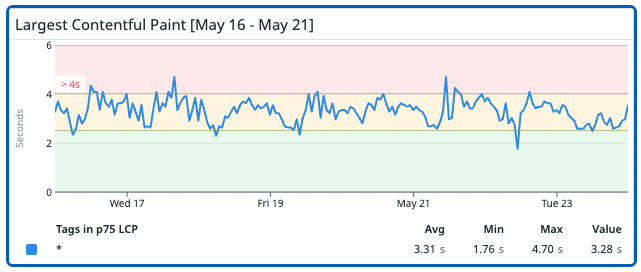 Largest Contentful Paint [May 16 - May 21]
6
> 4s
4
Seconds
2
0
Wed 17 Fri 19 May 21 Tue 23
Tags in p75 LCP Avg Min Max Value
* 3.31 s 1.76 s 4.70 s 3.28 s